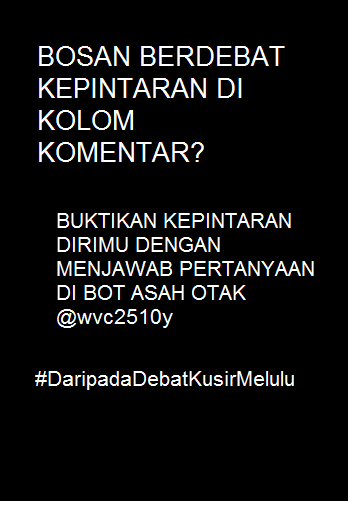 BOSAN BERDEBAT
KEPINTARAN DI
KOLOM
KOMENTAR?
BUKTIKAN KEPINTARAN
DIRIMU DENGAN
MENJAWAB PERTANYAAN
DI BOT ASAH OTAK
@wvc2510y
#DaripadaDebatKusirMelulu